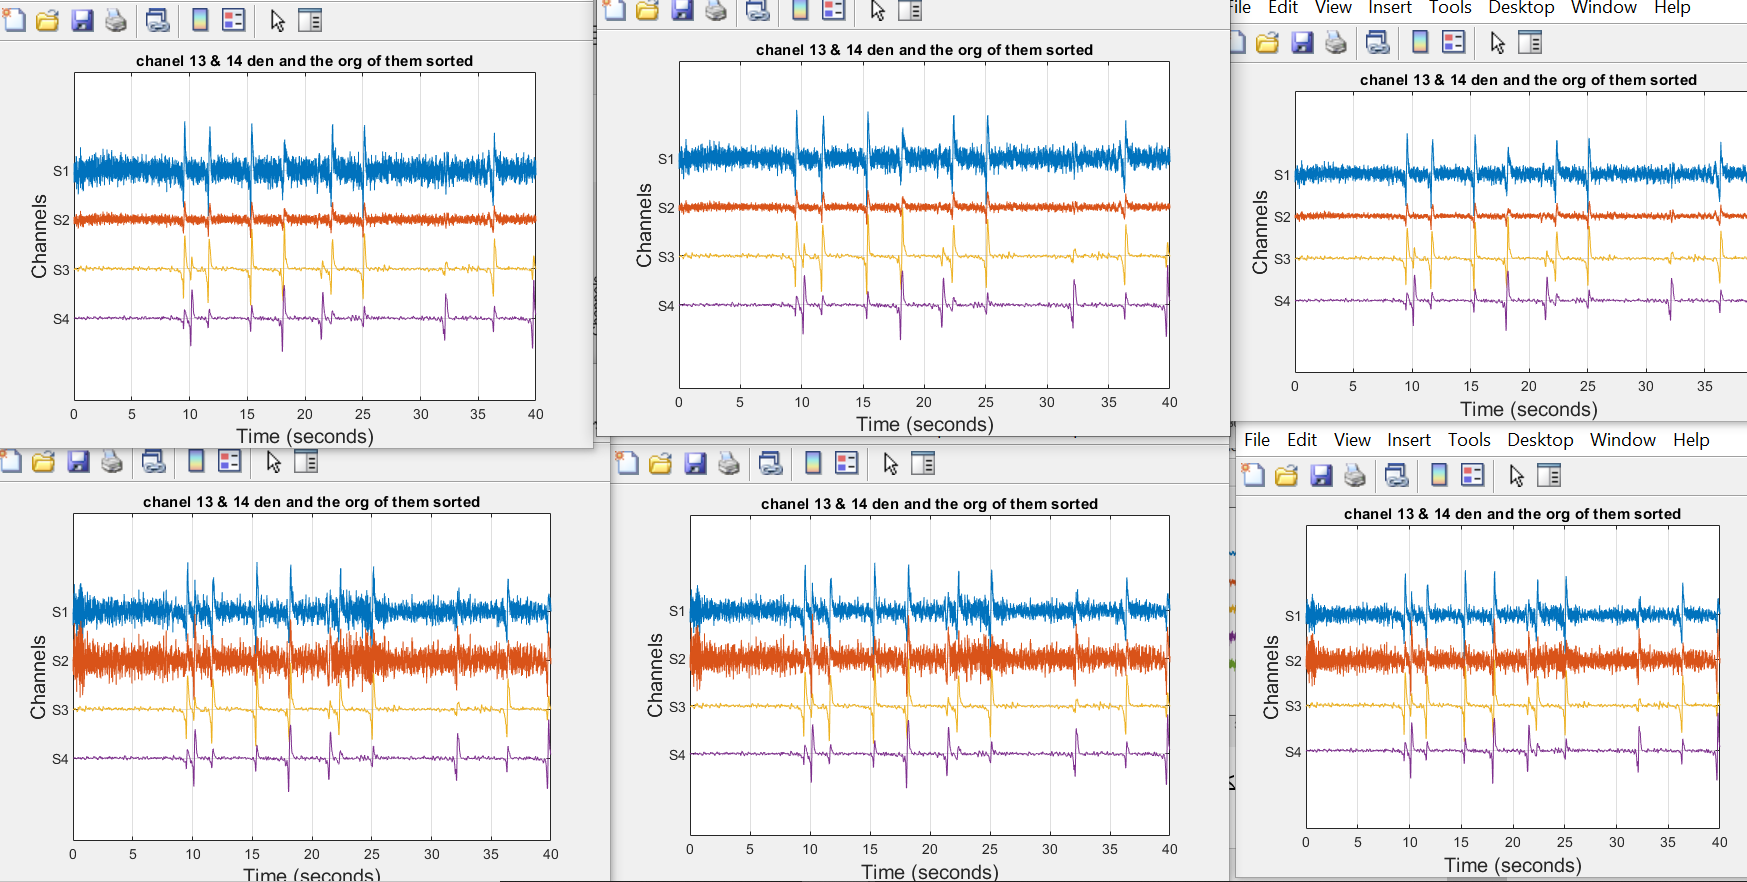 chanel 13 & 14 den and the org of them sorted
S1
S2
S3
S4
Channels
0 5 10 15 20 25 30 35 40
Time (seconds)
chanel 13 & 14 den and the org of them sorted
S1
S2
S3
S4
Channels
0 5 10 15 20 25 30 35 40
Time (seconds)
File Edit View Insert Tools Desktop Window Help
chanel 13 & 14 den and the org of them sorted
S1
S2
S3
S4
Channels
0 5 10 15 20 25 30 35
Time (seconds)
chanel 13 & 14 den and the org of them sorted
S1
S2
S3
S4
Channels
0 5 10 15 20 25 30 35 40
Time (seconds)
chanel 13 & 14 den and the org of them sorted
S1
S2
S3
S4
Channels
0 5 10 15 20 25 30 35 40
Time (seconds)
File Edit View Insert Tools Desktop Window Help
chanel 13 & 14 den and the org of them sorted
S1
S2
S3
S4
Channels
0 5 10 15 20 25 30 35 40
Time (seconds)